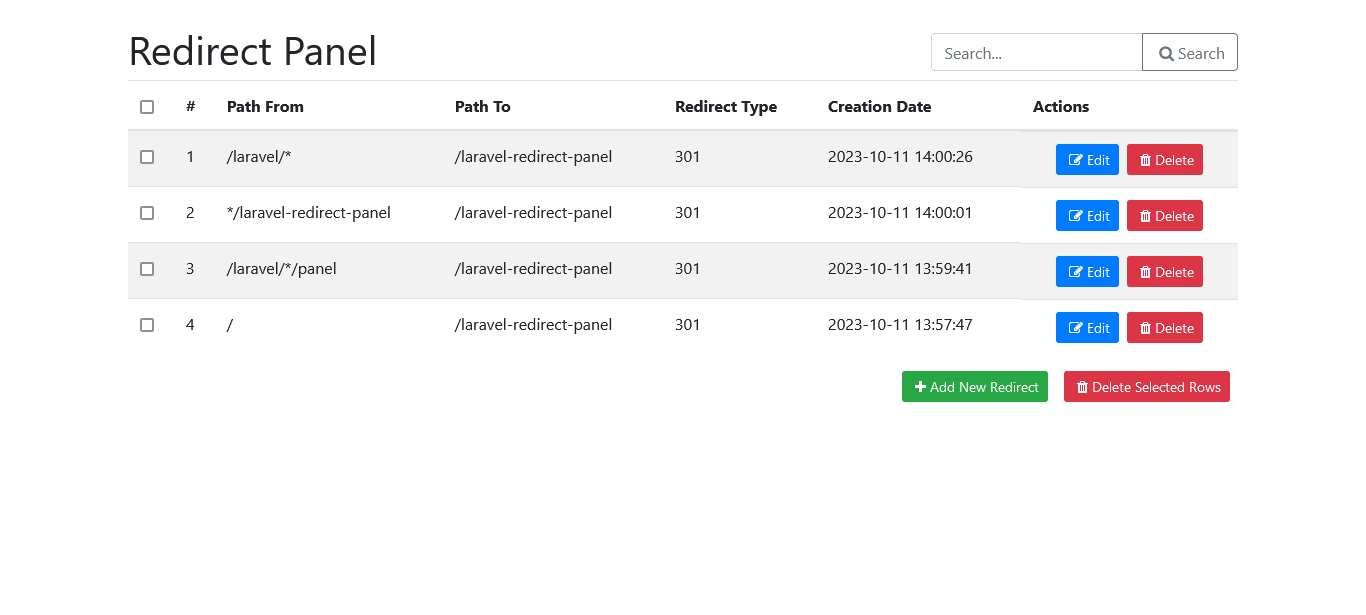 Redirect Panel
Search... Search
# Path From Path To Redirect Type Creation Date Actions
1 /laravel/* /laravel-redirect-panel 301 2023-10-11 14:00:26 Edit Delete
2 */laravel-redirect-panel /laravel-redirect-panel 301 2023-10-11 14:00:01 Edit Delete
3 /laravel/*/panel /laravel-redirect-panel 301 2023-10-11 13:59:41 Edit Delete
4 / /laravel-redirect-panel 301 2023-10-11 13:57:47 Edit Delete
Add New Redirect Delete Selected Rows